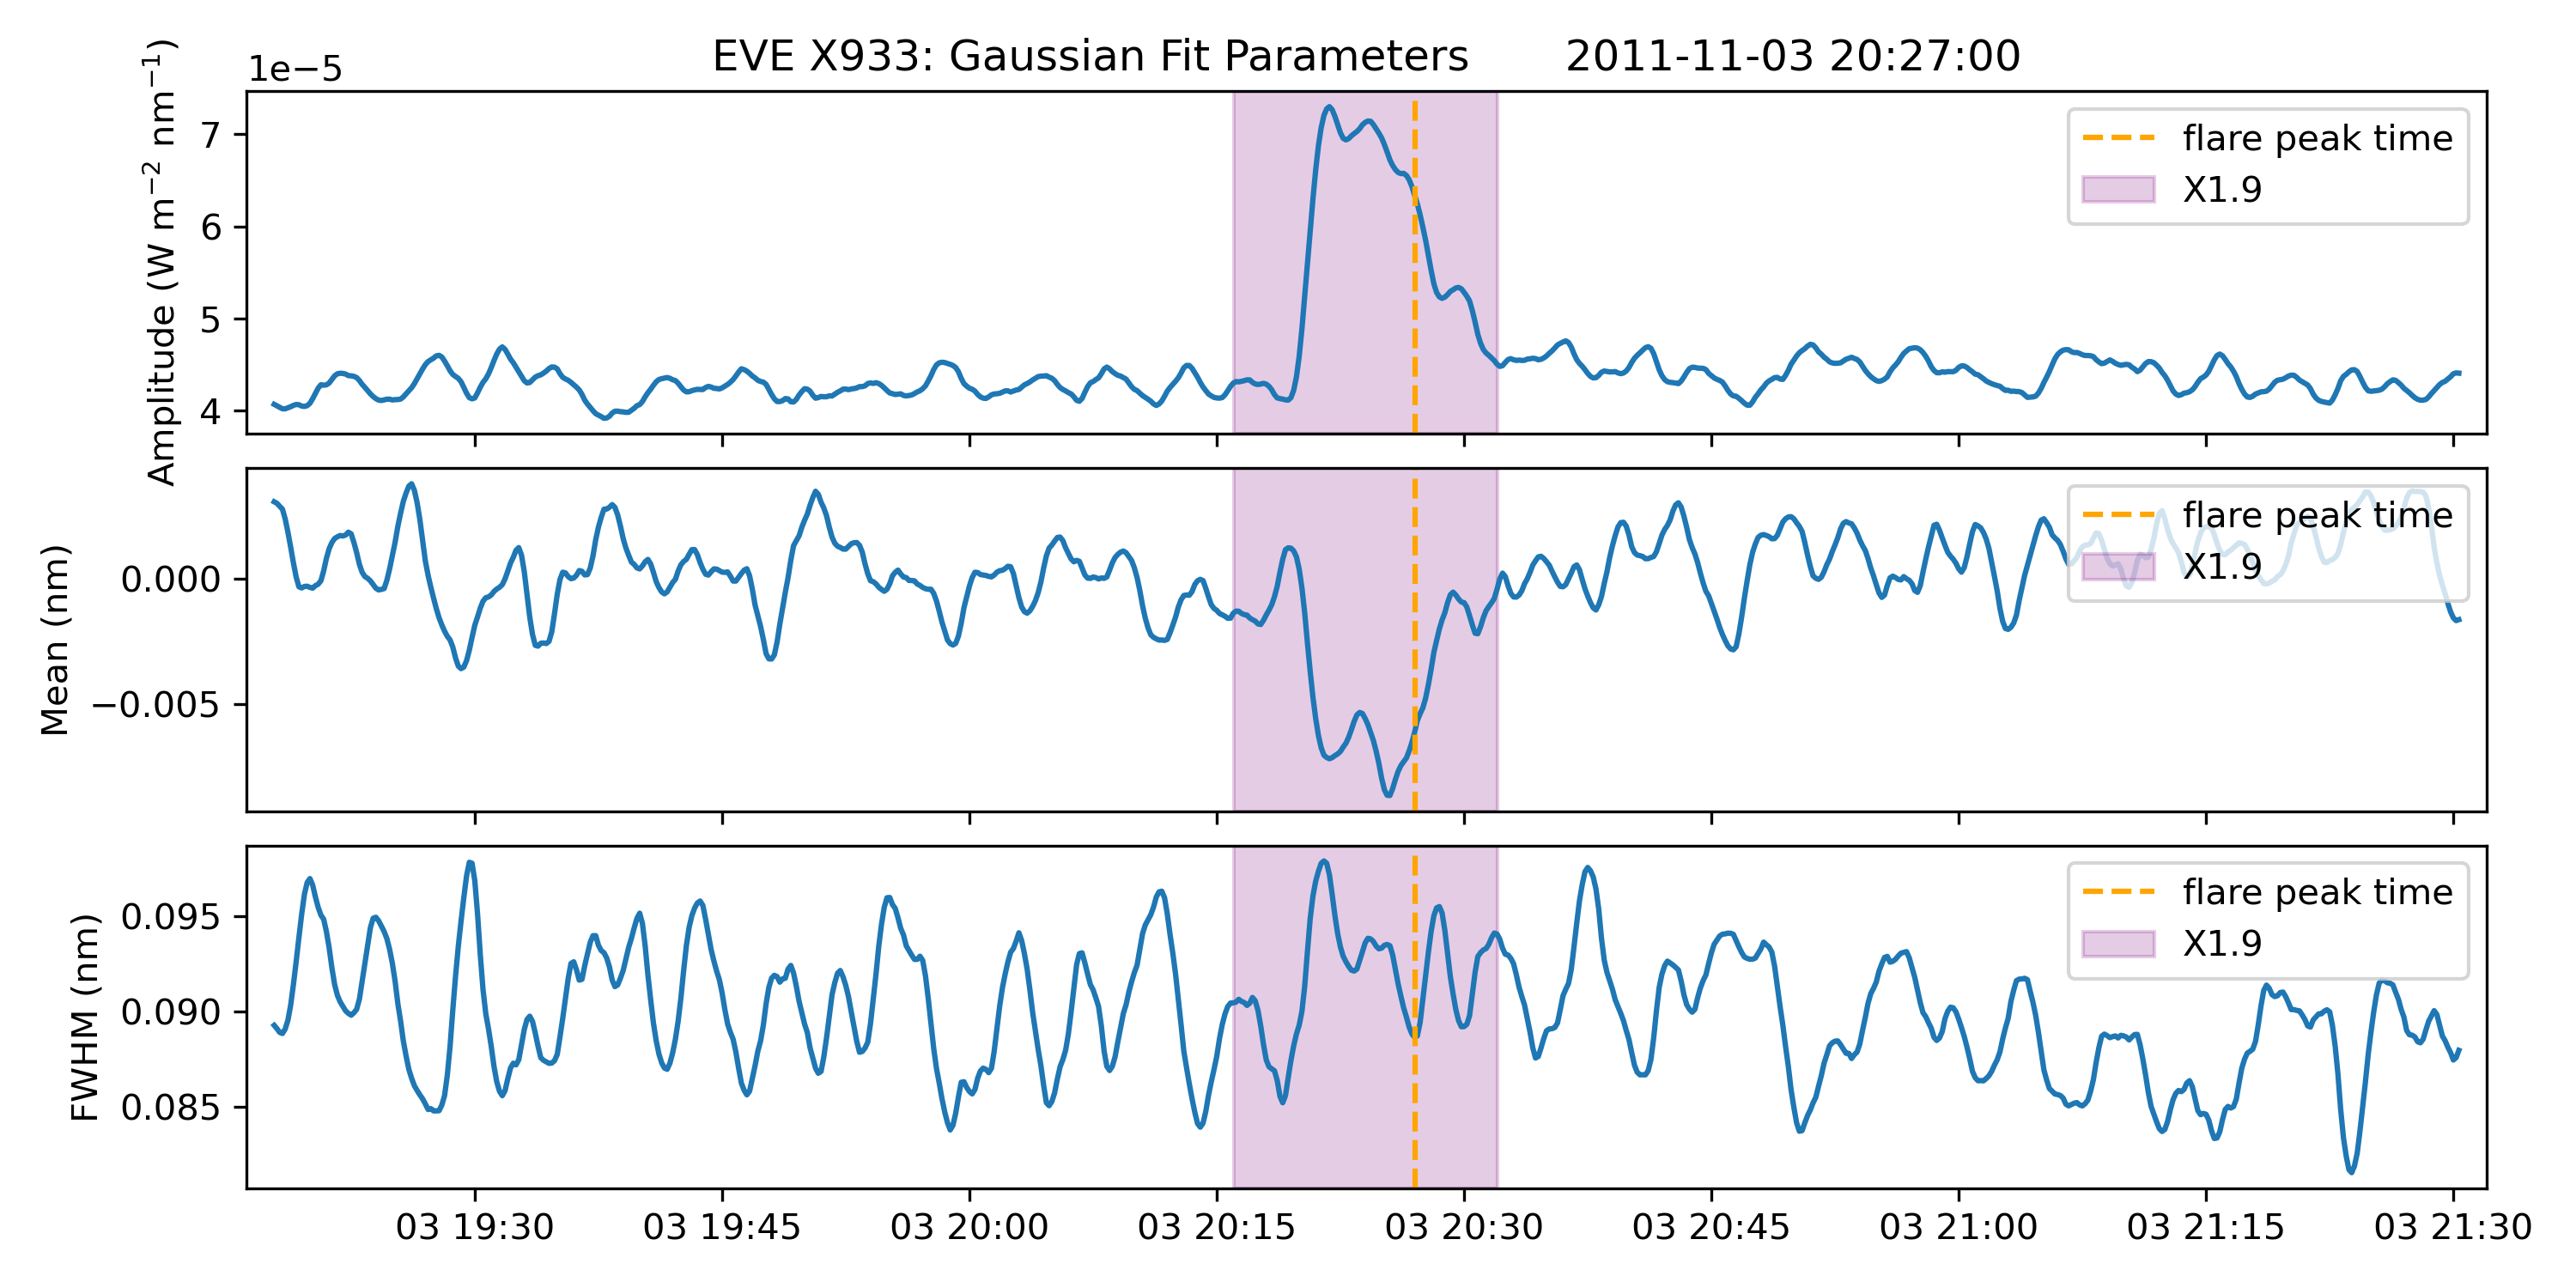 EVE X933: Gaussian Fit Parameters 2011-11-03 20:27:00
1e−5
Amplitude (W m⁻² nm⁻¹)
7
6
5
4
flare peak time
X1.9
Mean (nm)
0.000
−0.005
flare peak time
X1.9
FWHM (nm)
0.095
0.090
0.085
flare peak time
X1.9
03 19:30 03 19:45 03 20:00 03 20:15 03 20:30 03 20:45 03 21:00 03 21:15 03 21:30